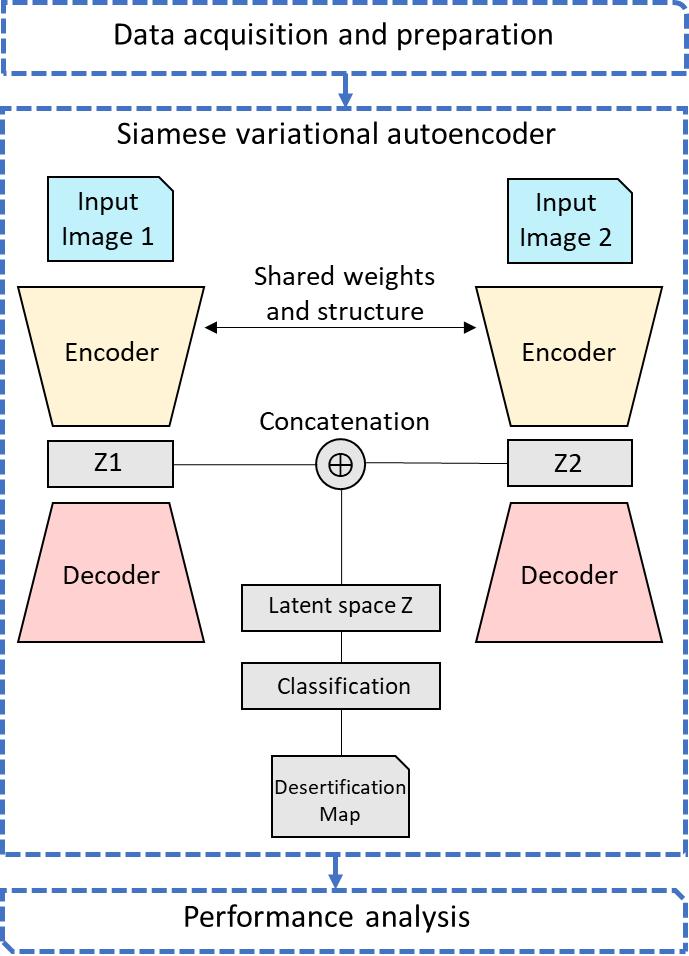 Data acquisition and preparation
Siamese variational autoencoder
Input
Image 1
Input
Image 2
Shared weights
and structure
Encoder
Encoder
Concatenation
Z1
Z2
Decoder
Decoder
Latent space Z
Classification
Desertification
Map
Performance analysis